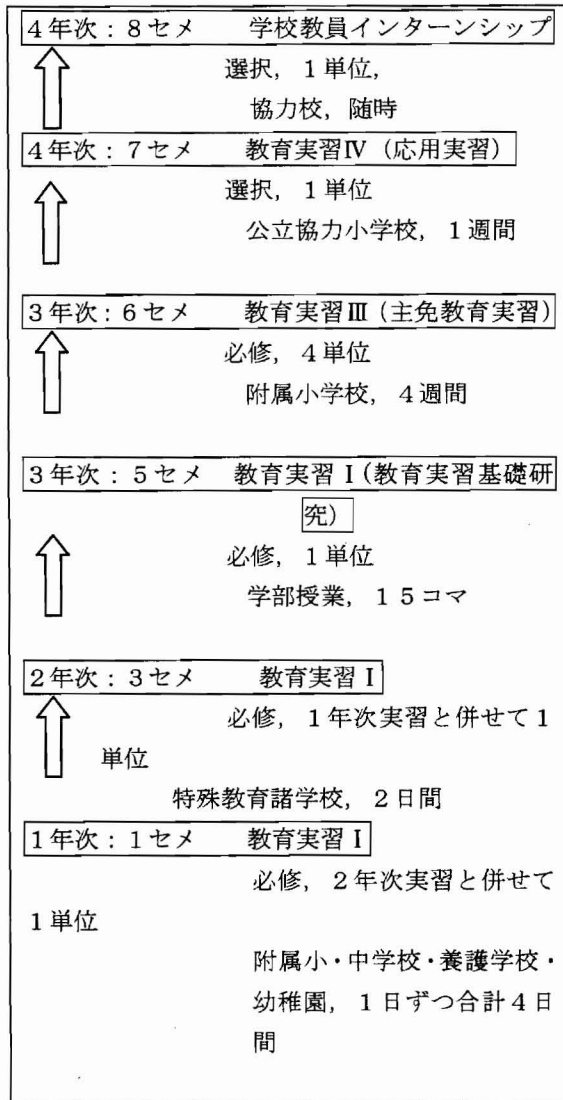 4年次：8セメ　学校教員インターンシップ
選択，1単位，
協力校，随時
4年次：7セメ　教育実習Ⅳ（応用実習）
選択，1単位
公立協力小学校，1週間
3年次：6セメ　教育実習Ⅲ（主免教育実習）
必修，4単位
附属小学校，4週間
3年次：5セメ　教育実習Ⅰ（教育実習基礎研
究）
必修，1単位
学部授業，15コマ
2年次：3セメ　教育実習Ⅰ
必修，1年次実習と併せて1
単位
特殊教育諸学校，2日間
1年次：1セメ　教育実習Ⅰ
必修，2年次実習と併せて
1単位
附属小・中学校・養護学校・
幼稚園，1日ずつ合計4日
間